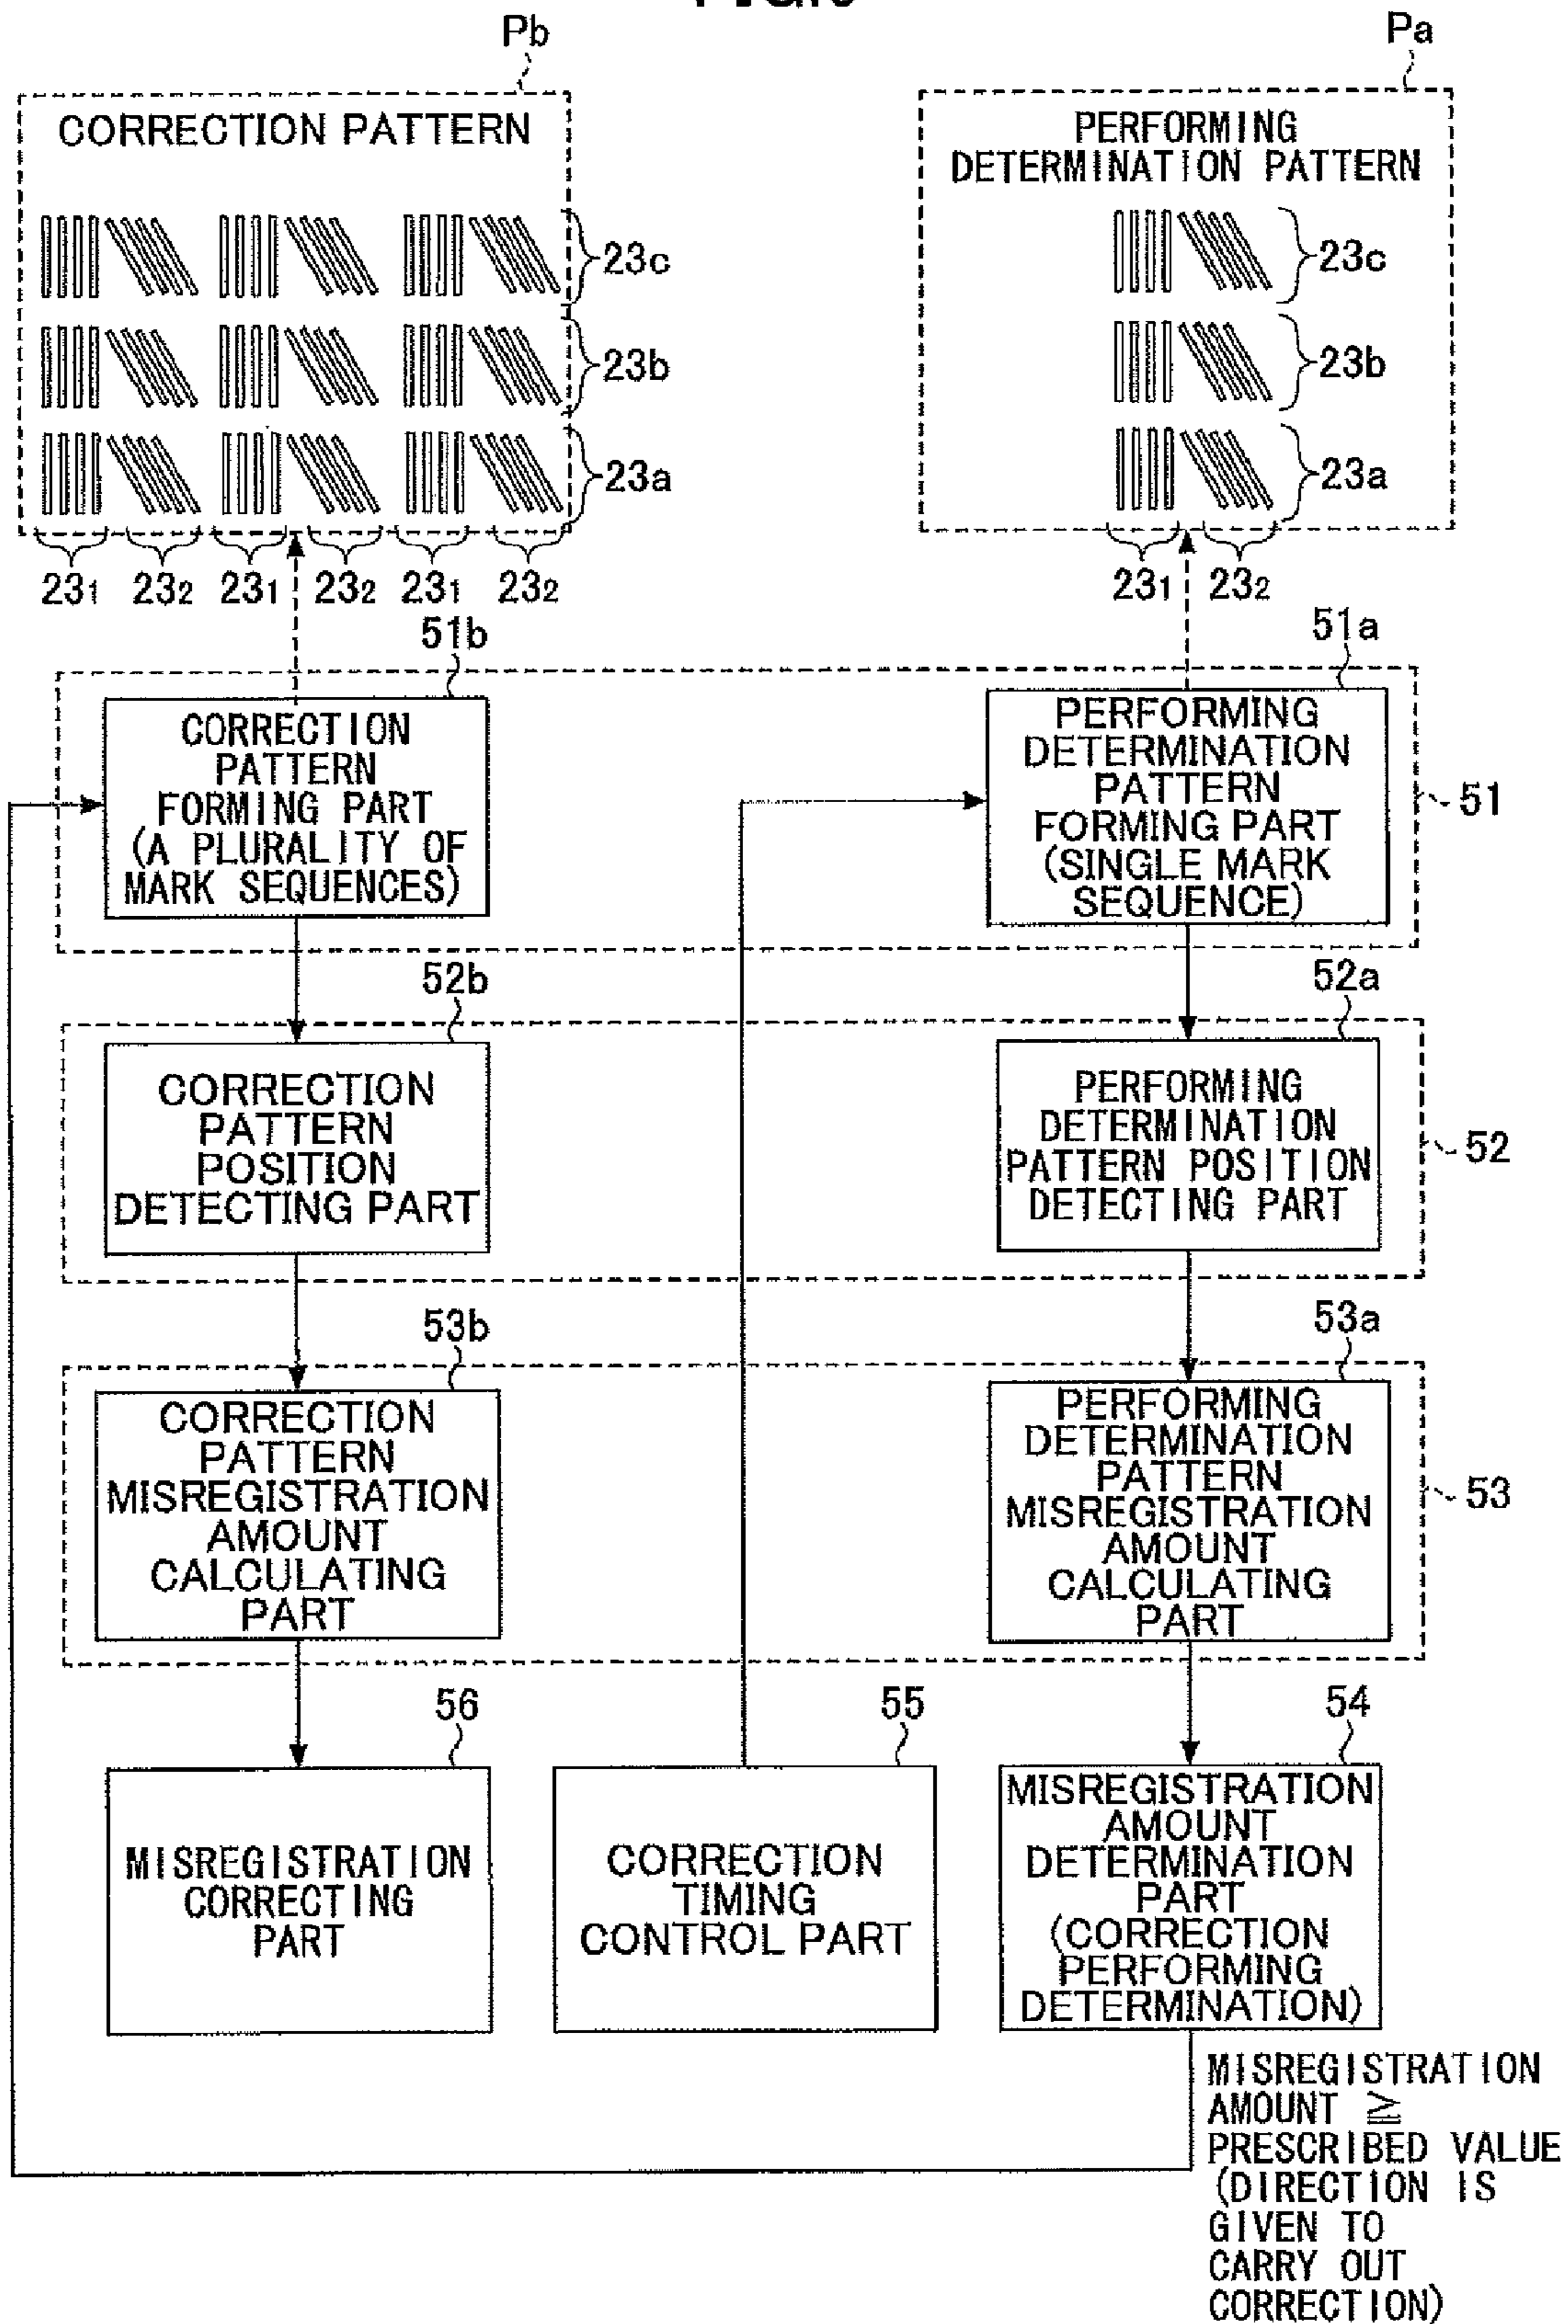 Pb
Pa
CORRECTION PATTERN
PERFORMING
DETERMINATION PATTERN
23c
23c
23b
23b
23a
23a
231 232 231 232 231 232
231 232
51b
51a
CORRECTION
PATTERN
FORMING PART
(A PLURALITY OF
MARK SEQUENCES)
PERFORMING
DETERMINATION
PATTERN
FORMING PART
(SINGLE MARK
SEQUENCE)
51
52b
52a
CORRECTION
PATTERN
POSITION
DETECTING PART
PERFORMING
DETERMINATION
PATTERN POSITION
DETECTING PART
52
53b
53a
CORRECTION
PATTERN
MISREGISTRATION
AMOUNT
CALCULATING
PART
PERFORMING
DETERMINATION
PATTERN
MISREGISTRATION
AMOUNT
CALCULATING
PART
53
56
55
54
MISREGISTRATION
CORRECTING
PART
CORRECTION
TIMING
CONTROL PART
MISREGISTRATION
AMOUNT
DETERMINATION
PART
(CORRECTION
PERFORMING
DETERMINATION)
MISREGISTRATION
AMOUNT ≧
PRESCRIBED VALUE
(DIRECTION IS
GIVEN TO
CARRY OUT
CORRECTION)